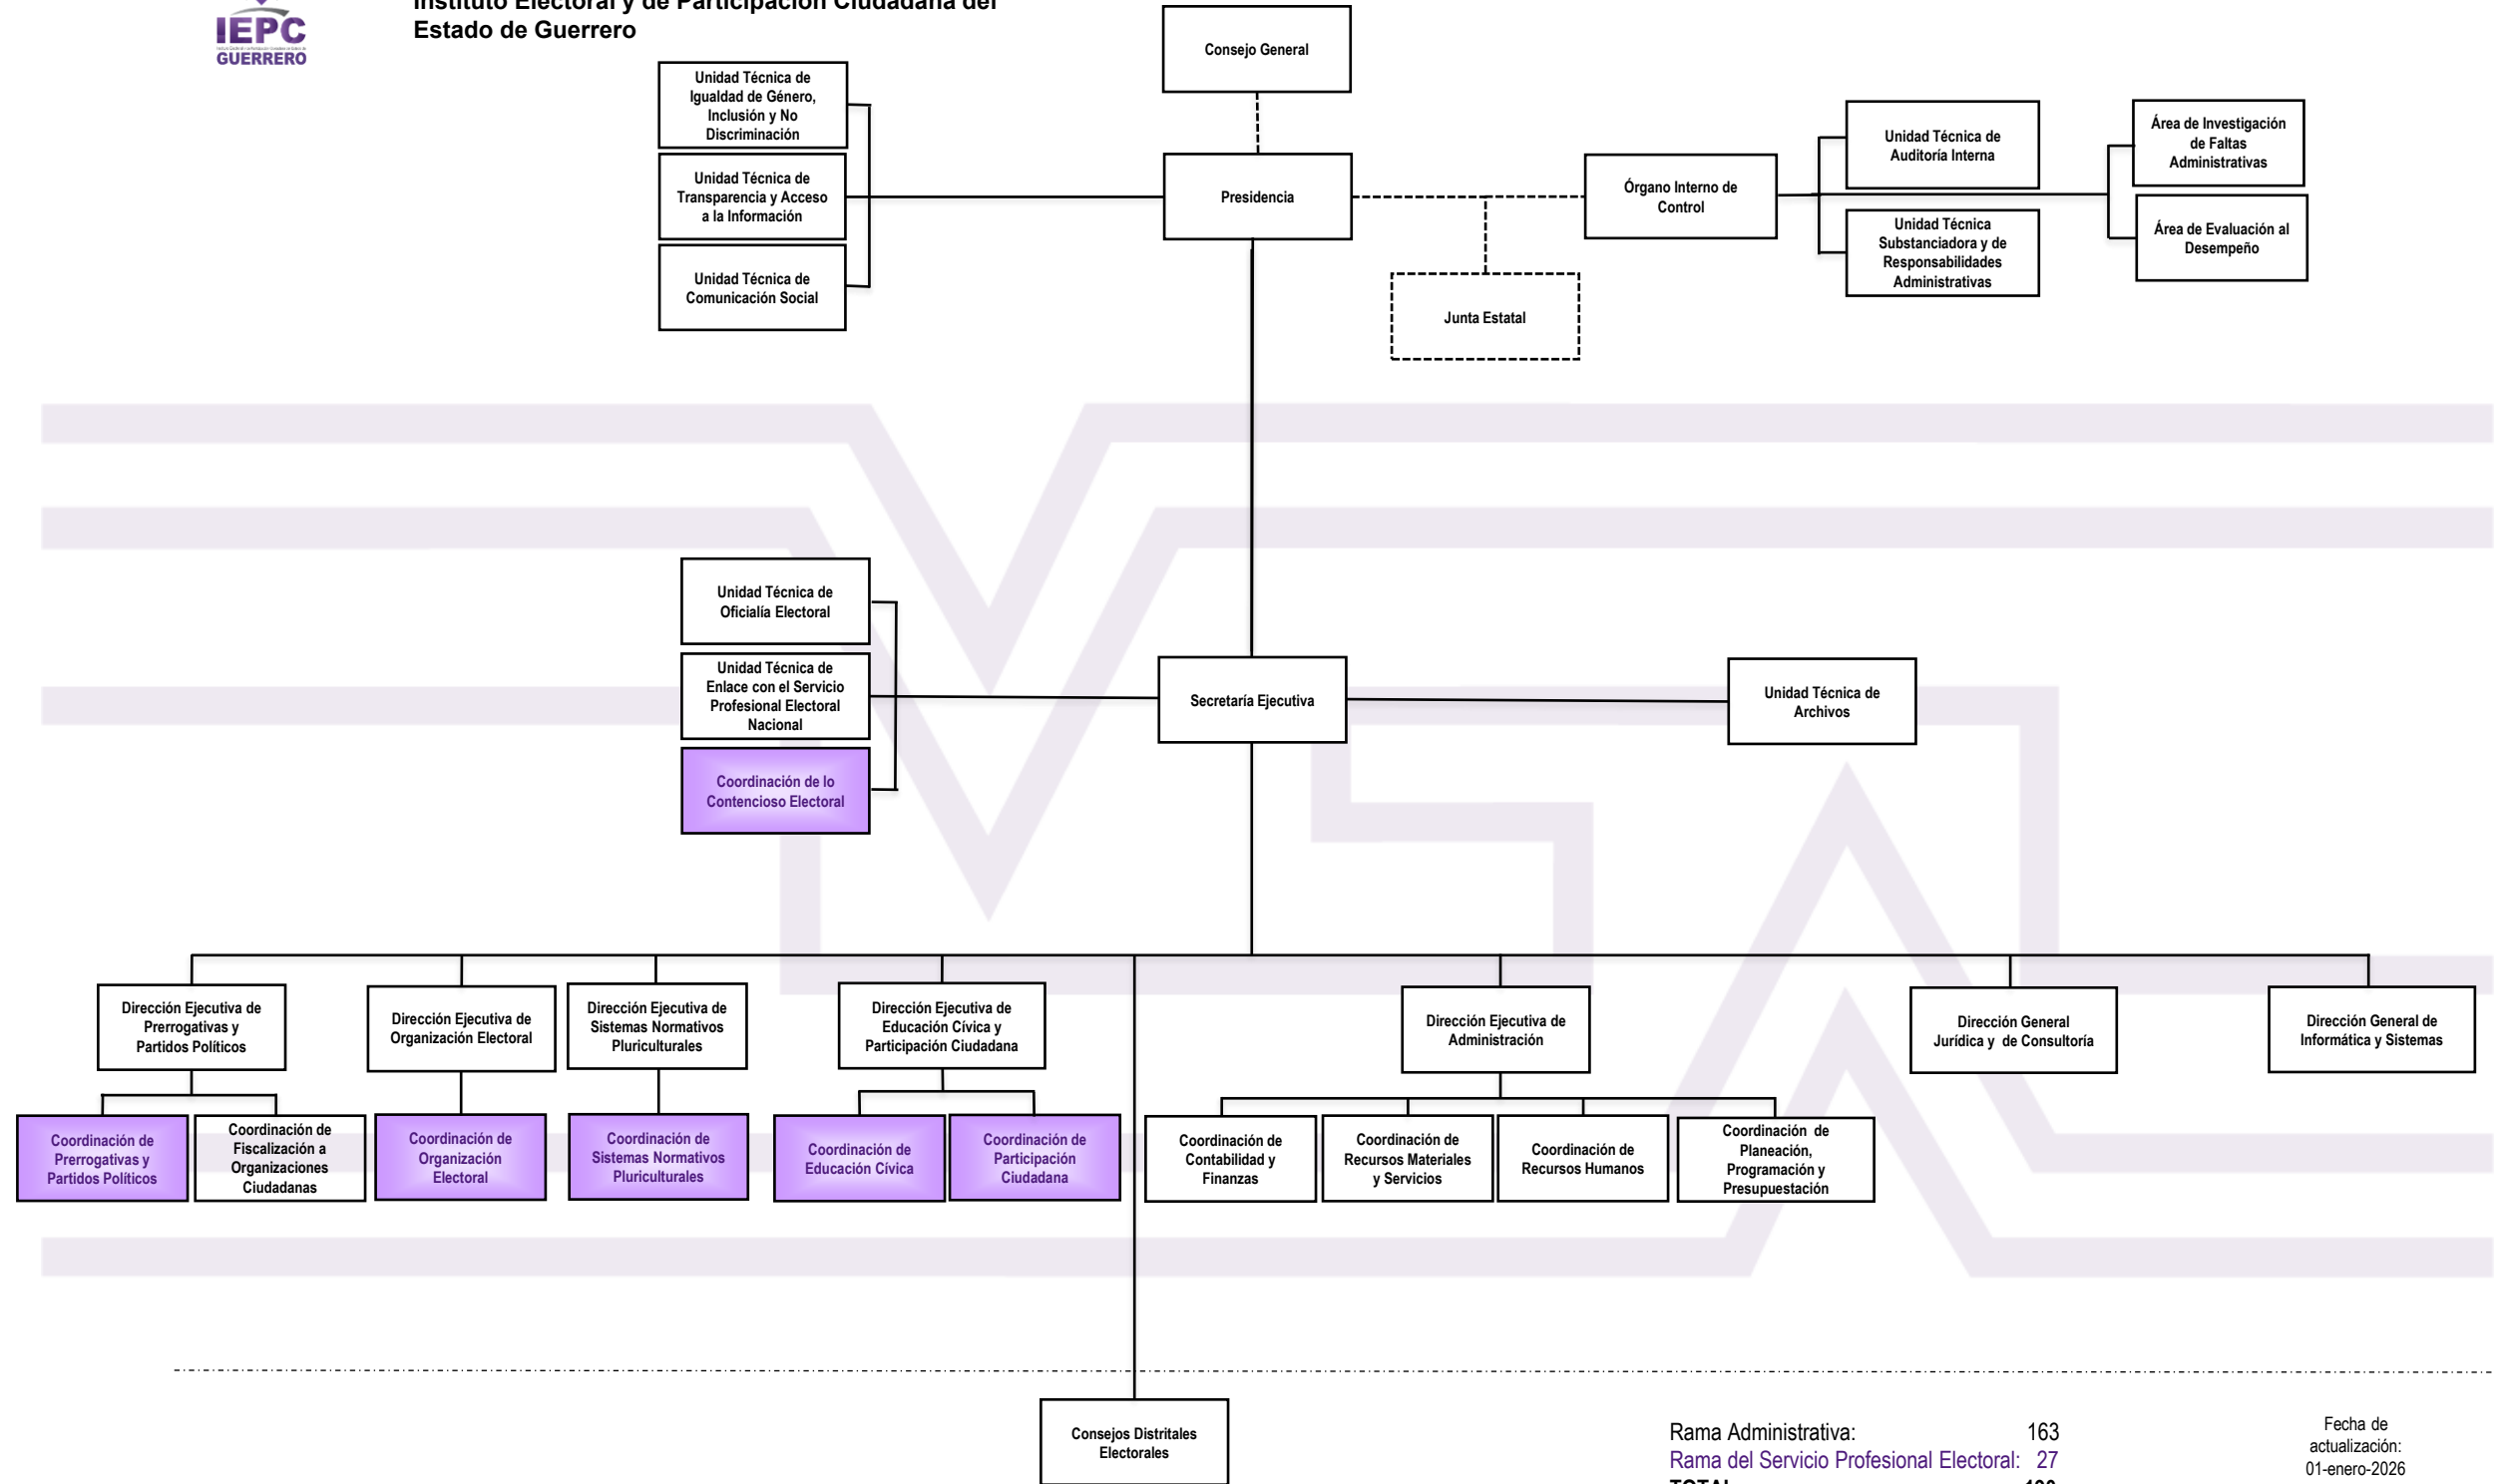 Instituto Electoral y de Participación Ciudadana del
Estado de Guerrero
IEPC
GUERRERO
Consejo General
Unidad Técnica de
Igualdad de Género,
Inclusión y No
Discriminación
Unidad Técnica de
Transparencia y Acceso
a la Información
Unidad Técnica de
Comunicación Social
Presidencia
Órgano Interno de
Control
Unidad Técnica de
Auditoría Interna
Unidad Técnica
Substanciadora y de
Responsabilidades
Administrativas
Área de Investigación
de Faltas
Administrativas
Área de Evaluación al
Desempeño
Junta Estatal
Unidad Técnica de
Oficialía Electoral
Unidad Técnica de
Enlace con el Servicio
Profesional Electoral
Nacional
Coordinación de lo
Contencioso Electoral
Secretaría Ejecutiva
Unidad Técnica de
Archivos
Dirección Ejecutiva de
Prerrogativas y
Partidos Políticos
Dirección Ejecutiva de
Organización Electoral
Dirección Ejecutiva de
Sistemas Normativos
Pluriculturales
Dirección Ejecutiva de
Educación Cívica y
Participación Ciudadana
Dirección Ejecutiva de
Administración
Dirección General
Jurídica y de Consultoría
Dirección General de
Informática y Sistemas
Coordinación de
Prerrogativas y
Partidos Políticos
Coordinación de
Fiscalización a
Organizaciones
Ciudadanas
Coordinación de
Organización
Electoral
Coordinación de
Sistemas Normativos
Pluriculturales
Coordinación de
Educación Cívica
Coordinación de
Participación
Ciudadana
Coordinación de
Contabilidad y
Finanzas
Coordinación de
Recursos Materiales
y Servicios
Coordinación de
Recursos Humanos
Coordinación de
Planeación,
Programación y
Presupuestación
Consejos Distritales
Electorales
Rama Administrativa: 163
Rama del Servicio Profesional Electoral: 27
Fecha de
actualización:
01-enero-2026